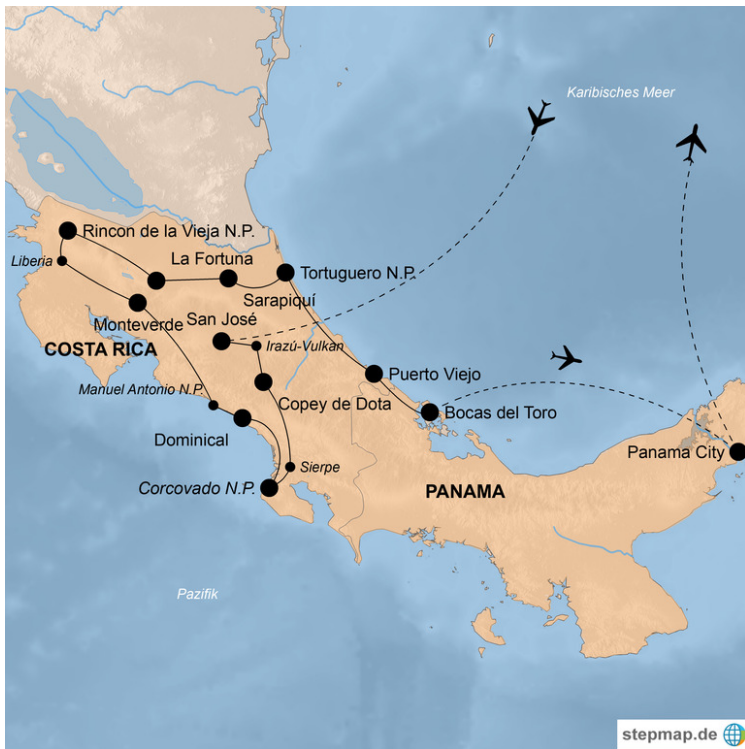 Karibisches Meer
Rincon de la Vieja N.P.
La Fortuna
Liberia
Tortuguero N.P.
Sarapiquí
Monteverde
San José
Irazú-Vulkan
COSTA RICA
Puerto Viejo
Manuel Antonio N.P.
Copey de Dota
Bocas del Toro
Dominical
Panama City
Sierpe
Corcovado N.P.
PANAMA
Pazifik
stepmap.de